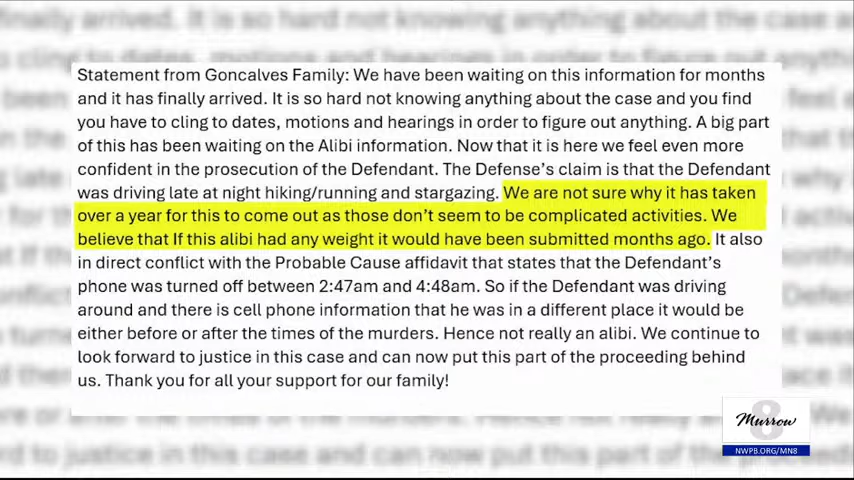 Statement from Goncalves Family: We have been waiting on this information for months
and it has finally arrived. It is so hard not knowing anything about the case and you find
you have to cling to dates, motions and hearings in order to figure out anything. A big part
of this has been waiting on the Alibi information. Now that it is here we feel even more
confident in the prosecution of the Defendant. The Defense's claim is that the Defendant
was driving late at night hiking/running and stargazing. We are not sure why it has taken
over a year for this to come out as those don't seem to be complicated activities. We
believe that If this alibi had any weight it would have been submitted months ago. It also
in direct conflict with the Probable Cause affidavit that states that the Defendant's
phone was turned off between 2:47am and 4:48am. So if the Defendant was driving
around and there is cell phone information that he was in a different place it would be
either before or after the times of the murders. Hence not really an alibi. We continue to
look forward to justice in this case and can now put this part of the proceeding behind
us. Thank you for all your support for our family!
8
Murrow
NWPB.ORG/MN8